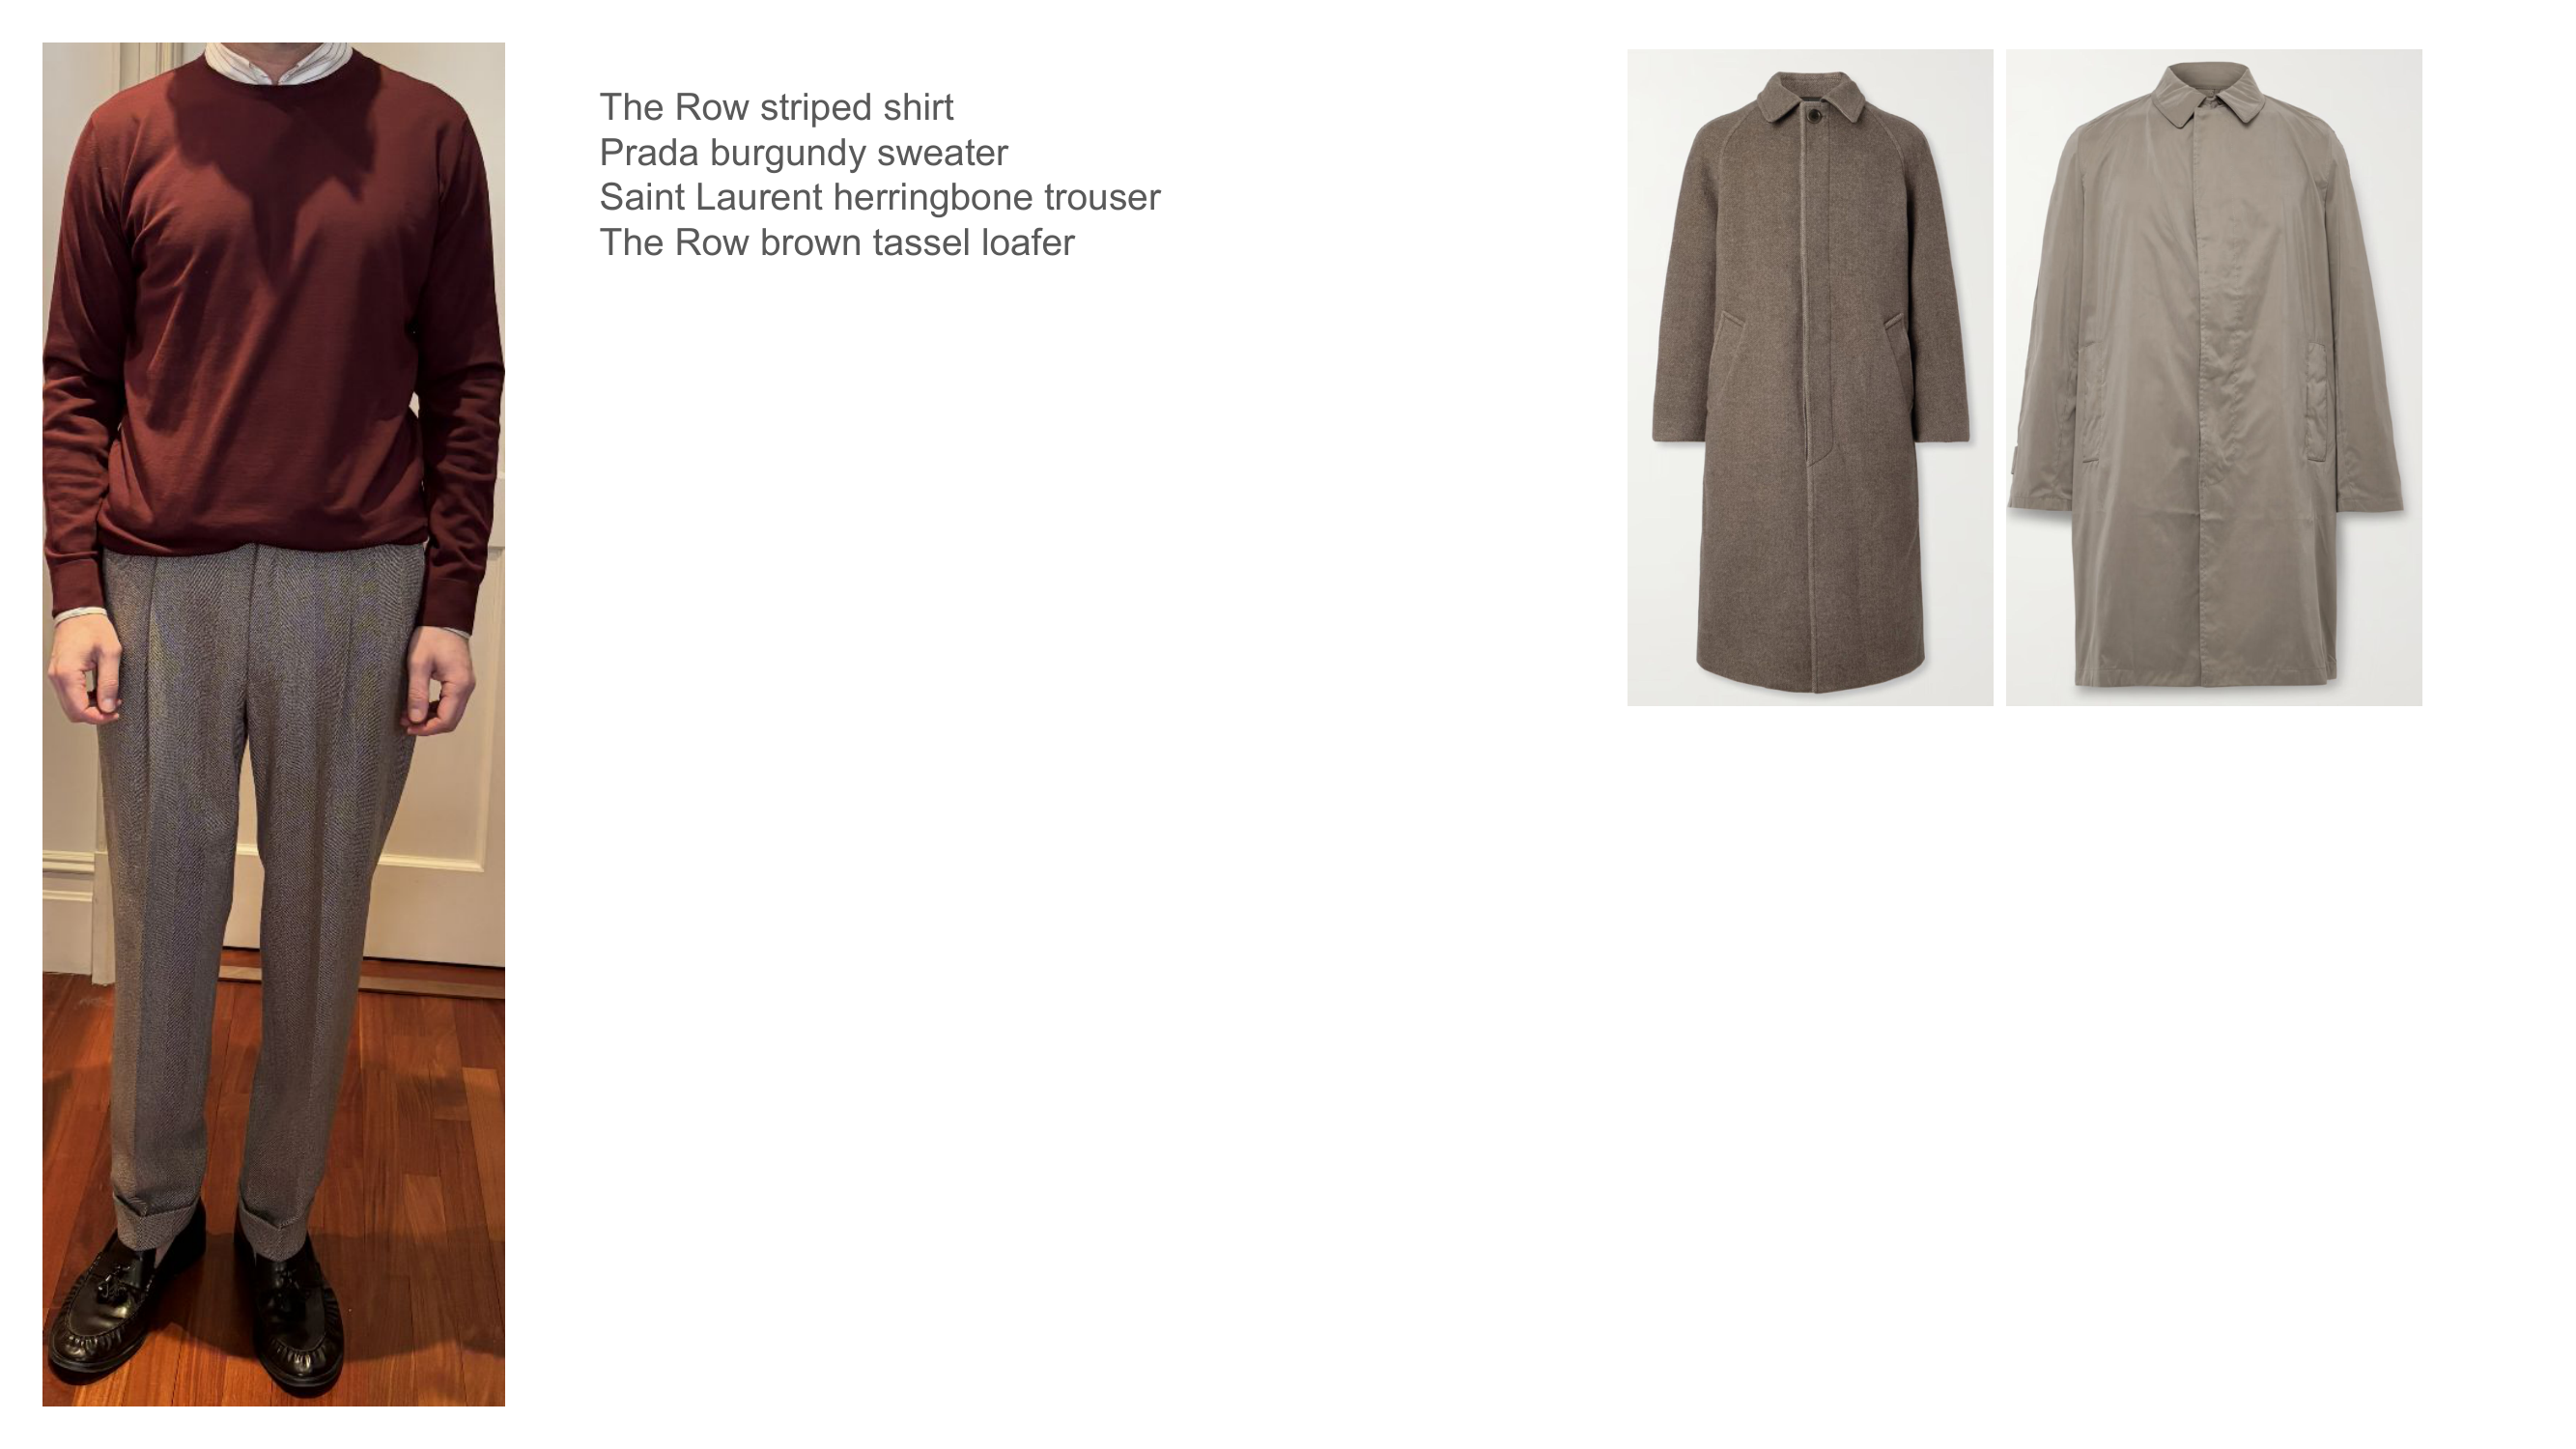 The Row striped shirt
Prada burgundy sweater
Saint Laurent herringbone trouser
The Row brown tassel loafer